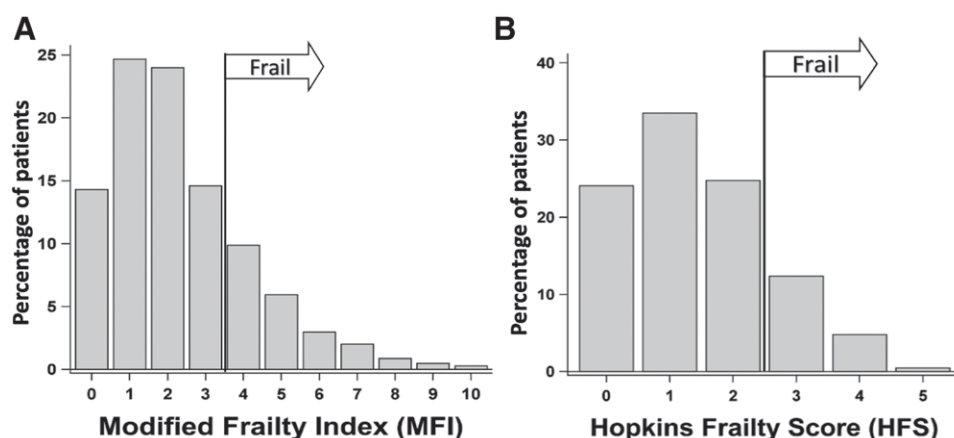 A
Percentage of patients
25
20
15
10
5
0
Frail
0 1 2 3 4 5 6 7 8 9 10
Modified Frailty Index (MFI)
B
Percentage of patients
40
30
20
10
0
Frail
0 1 2 3 4 5
Hopkins Frailty Score (HFS)